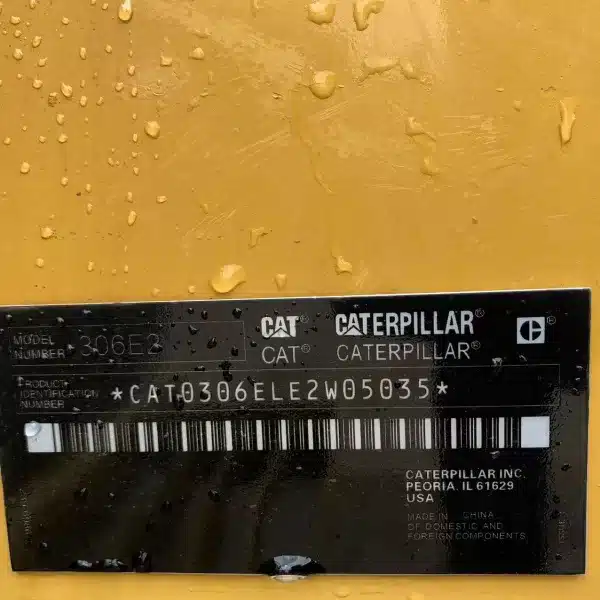 MODEL NUMBER 306E2
CAT® CATERPILLAR®
CAT® CATERPILLAR®
PRODUCT IDENTIFICATION NUMBER *CAT0306ELE2W05035*
CATERPILLAR INC.
PEORIA, IL 61629
USA
MADE IN CHINA
OF DOMESTIC AND
FOREIGN COMPONENTS